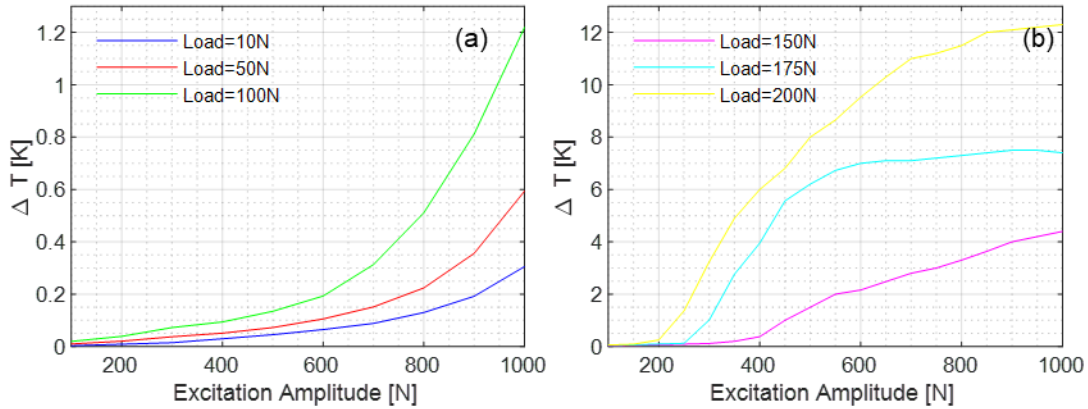 (a)
Load=10N
Load=50N
Load=100N
1.2
1
0.8
0.6
0.4
0.2
0
Δ T [K]
200 400 600 800 1000
Excitation Amplitude [N]
(b)
Load=150N
Load=175N
Load=200N
12
10
8
6
4
2
0
Δ T [K]
200 400 600 800 1000
Excitation Amplitude [N]